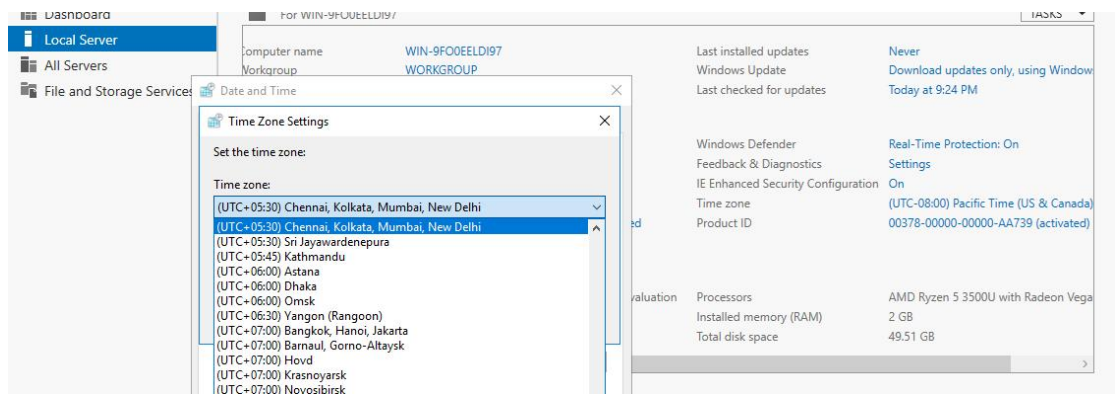 Dashboard
For WIN-9FO0EELDI97
TASKS
Local Server
All Servers
File and Storage Services
Computer name WIN-9FO0EELDI97
Workgroup WORKGROUP
Last installed updates Never
Windows Update Download updates only, using Window
Last checked for updates Today at 9:24 PM
Windows Defender Real-Time Protection: On
Feedback & Diagnostics Settings
IE Enhanced Security Configuration On
Time zone (UTC-08:00) Pacific Time (US & Canada)
Product ID 00378-00000-00000-AA739 (activated)
Processors AMD Ryzen 5 3500U with Radeon Vega
Installed memory (RAM) 2 GB
Total disk space 49.51 GB
Date and Time
Time Zone Settings
Set the time zone:
Time zone:
(UTC+05:30) Chennai, Kolkata, Mumbai, New Delhi
(UTC+05:30) Chennai, Kolkata, Mumbai, New Delhi
(UTC+05:30) Sri Jayawardenepura
(UTC+05:45) Kathmandu
(UTC+06:00) Astana
(UTC+06:00) Dhaka
(UTC+06:00) Omsk
(UTC+06:30) Yangon (Rangoon)
(UTC+07:00) Bangkok, Hanoi, Jakarta
(UTC+07:00) Barnaul, Gorno-Altaysk
(UTC+07:00) Hovd
(UTC+07:00) Krasnoyarsk
(UTC+07:00) Novosibirsk